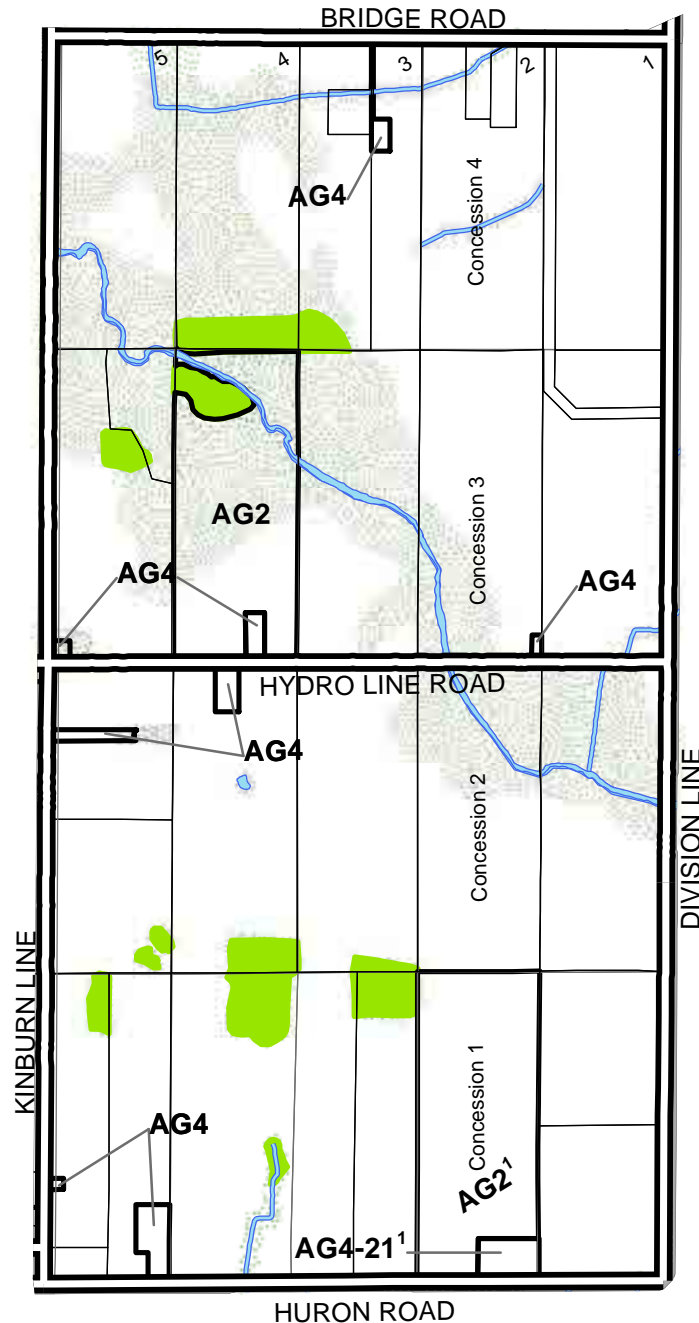 BRIDGE ROAD
5
4
3
2
1
AG4
Concession 4
AG2
Concession 3
AG4
AG4
HYDRO LINE ROAD
AG4
Concession 2
DIVISION LINE
KINBURN LINE
Concession 1
AG4
AG2¹
AG4-21¹
HURON ROAD